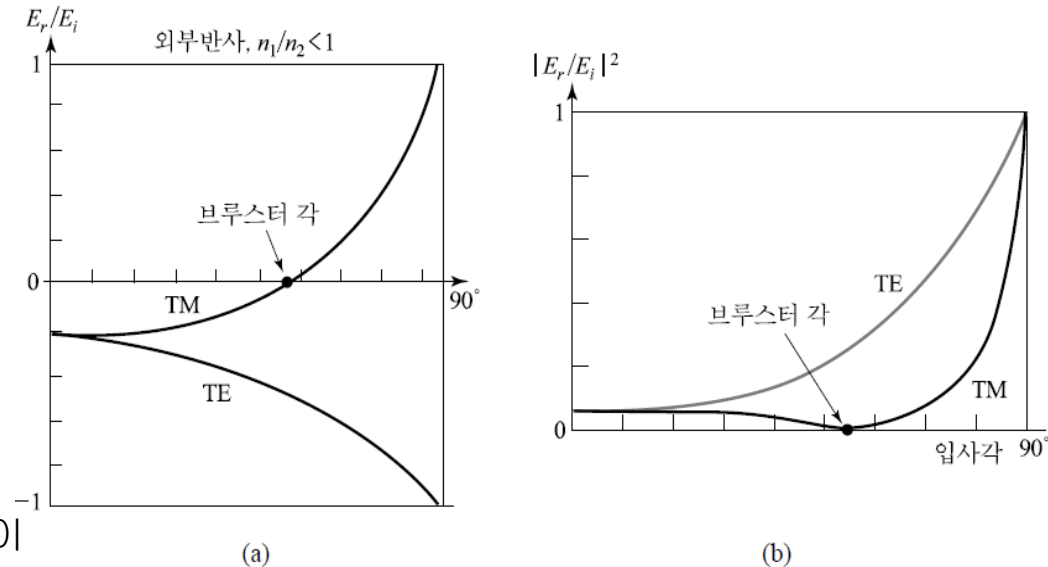 E_r/E_i
외부반사, n_1/n_2<1
1
브루스터 각
0
90°
TM
TE
−1
이
(a)
|E_r/E_i|^2
1
TE
브루스터 각
TM
0
입사각 90°
(b)